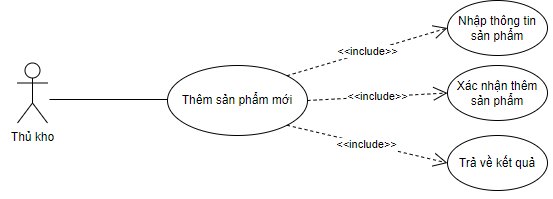 Nhập thông tin
sản phẩm
<<include>>
Thêm sản phẩm mới
<<include>>
Xác nhận thêm
sản phẩm
Thủ kho
<<include>>
Trả về kết quả